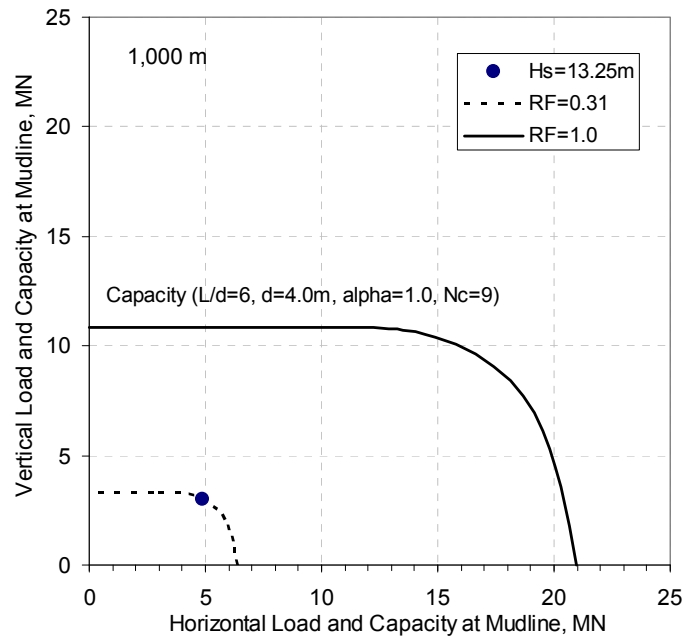 25
20
15
10
5
0
Vertical Load and Capacity at Mudline, MN
1,000 m
Hs=13.25m
RF=0.31
RF=1.0
Capacity (L/d=6, d=4.0m, alpha=1.0, Nc=9)
0 5 10 15 20 25
Horizontal Load and Capacity at Mudline, MN